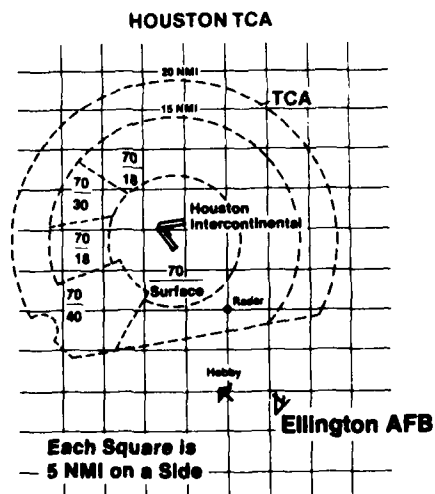 HOUSTON TCA
20 NMI
TCA
15 NMI
70
18
70
30
Houston
Intercontinental
70
18
70
Surface
70
40
Radar
Hobby
Ellington AFB
Each Square is
5 NMI on a Side